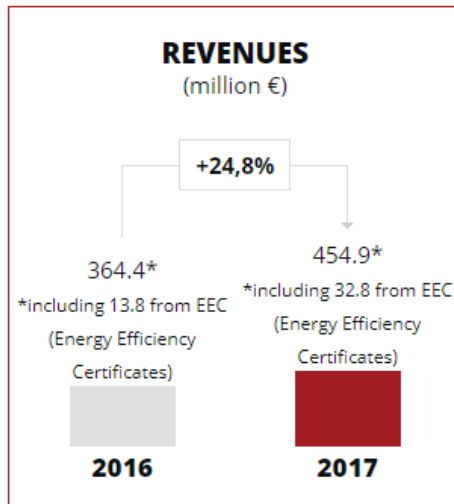 REVENUES
(million €)
+24,8%
364.4*
*including 13.8 from EEC
(Energy Efficiency
Certificates)
454.9*
*including 32.8 from EEC
(Energy Efficiency
Certificates)
2016
2017